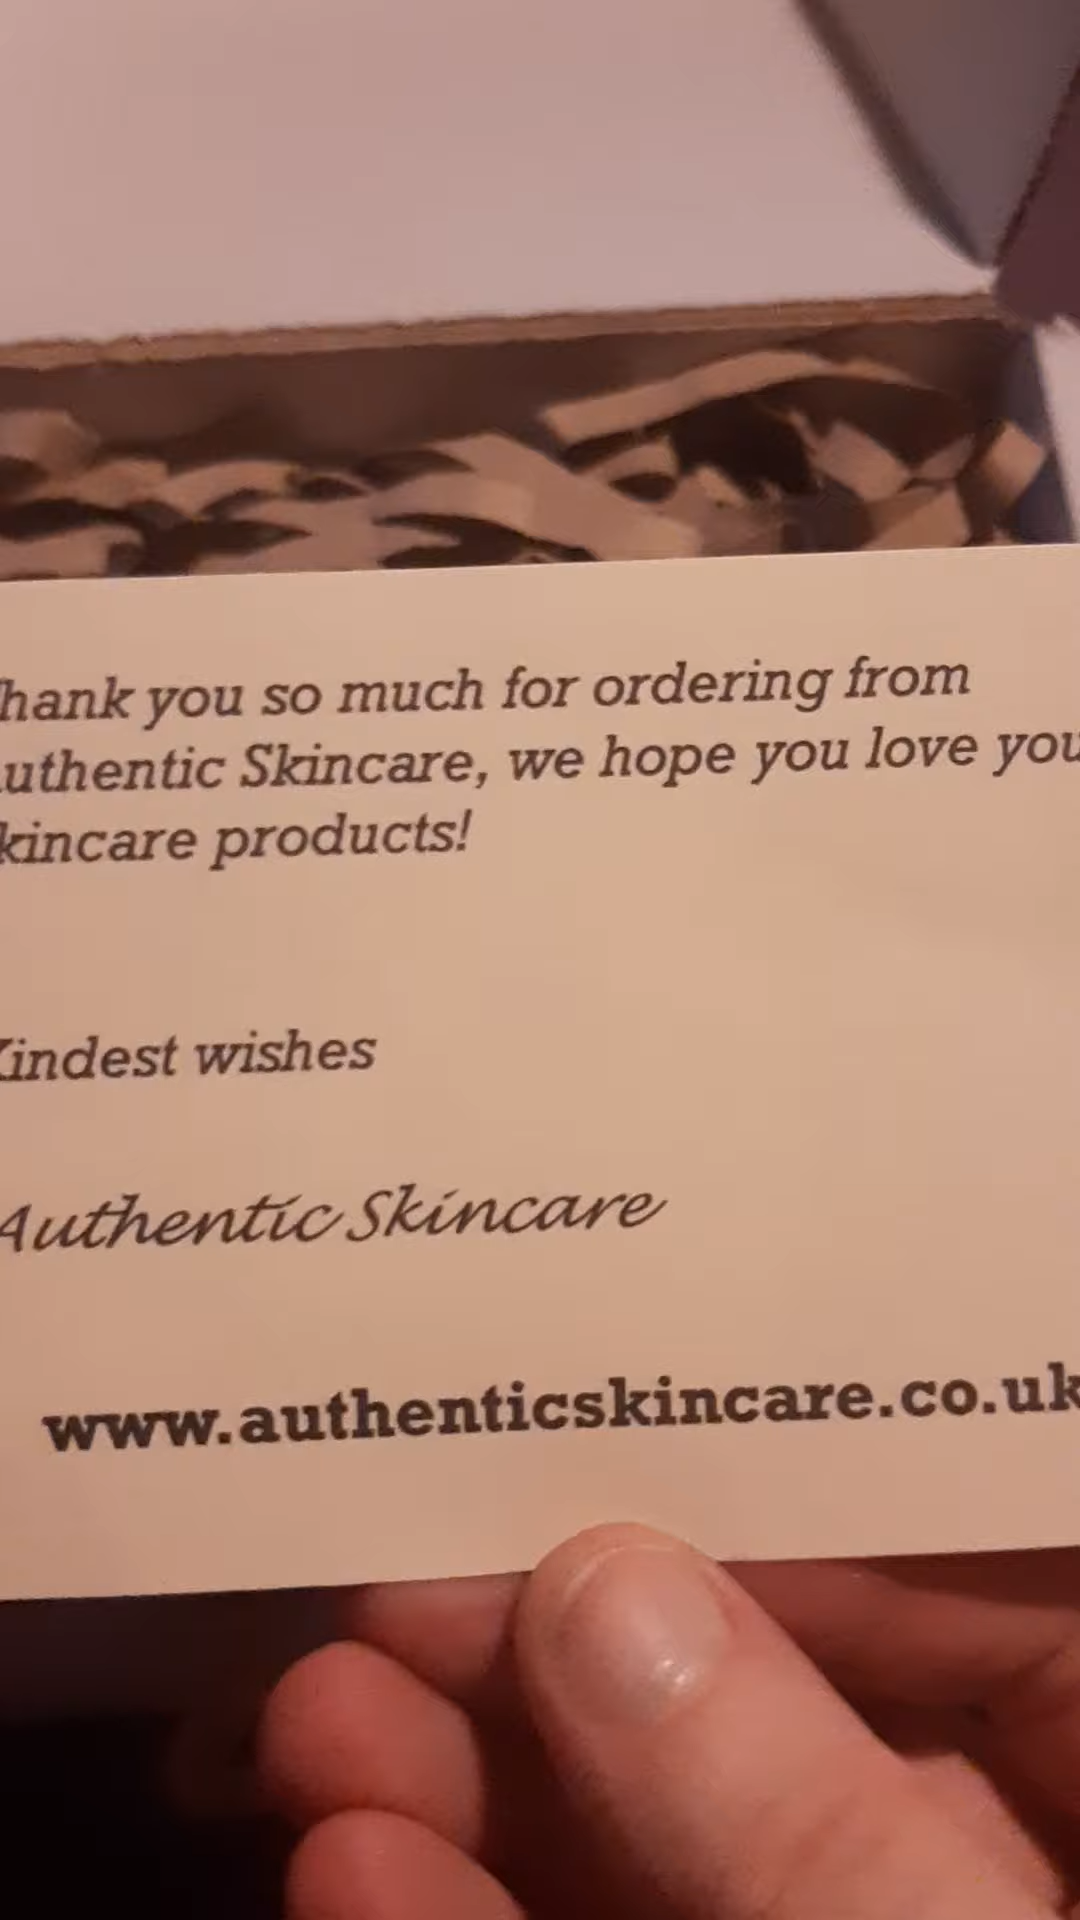 hank you so much for ordering from
uthentic Skincare, we hope you love you
kincare products!
Kindest wishes
Authentic Skincare
www.authenticskincare.co.uk